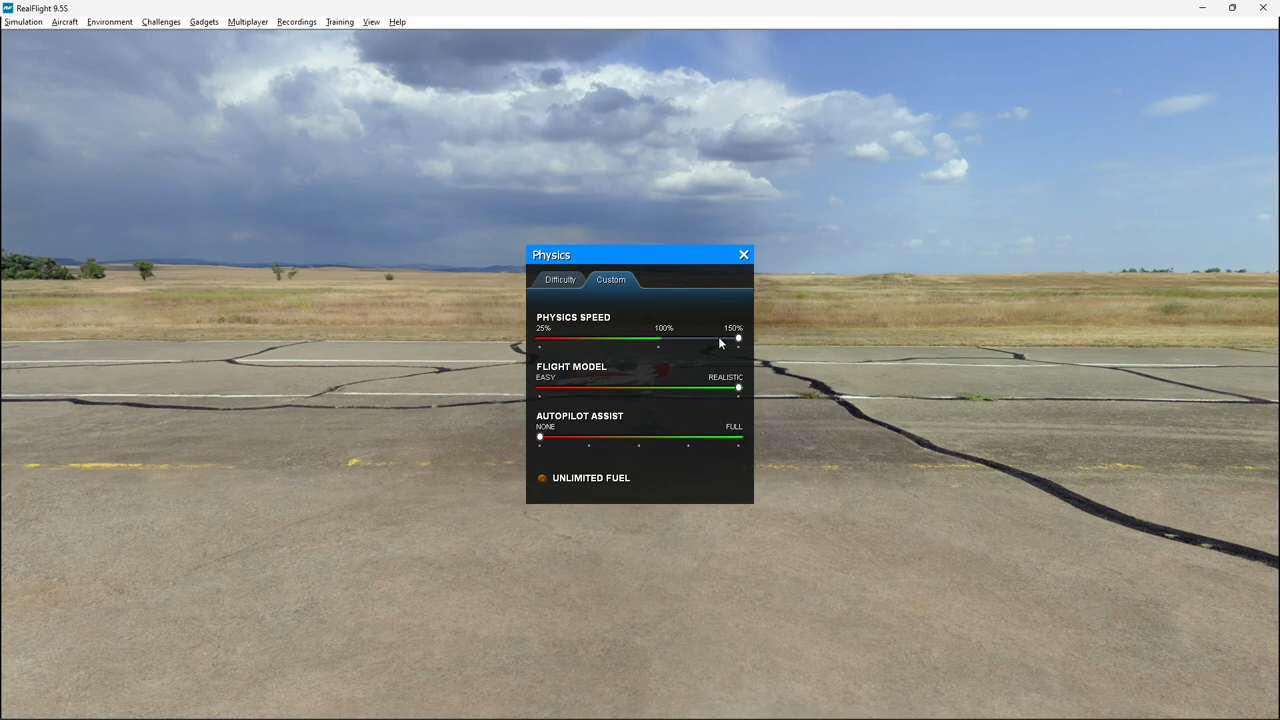 RealFlight 9.5S
Simulation Aircraft Environment Challenges Gadgets Multiplayer Recordings Training View Help
Physics
Difficulty Custom
PHYSICS SPEED
25% 100% 150%
FLIGHT MODEL
EASY REALISTIC
AUTOPILOT ASSIST
NONE FULL
UNLIMITED FUEL